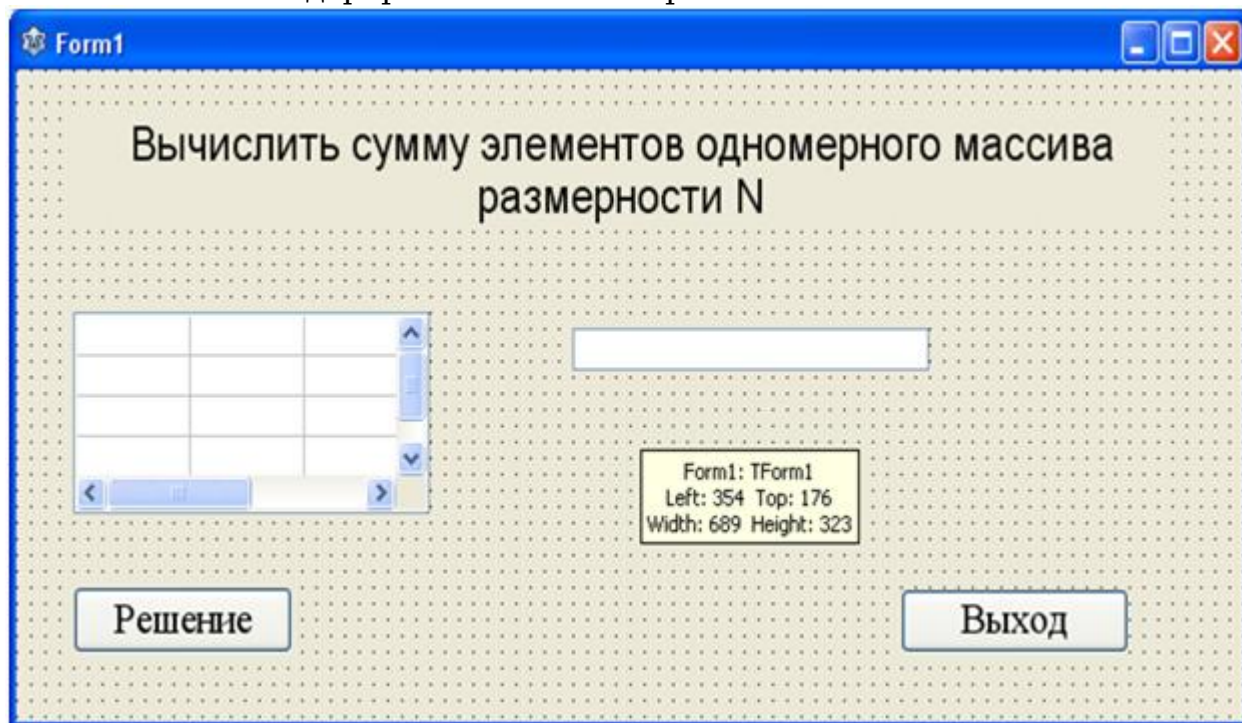 Form1
Вычислить сумму элементов одномерного массива
размерности N
Form1: TForm1
Left: 354 Top: 176
Width: 689 Height: 323
Решение
Выход